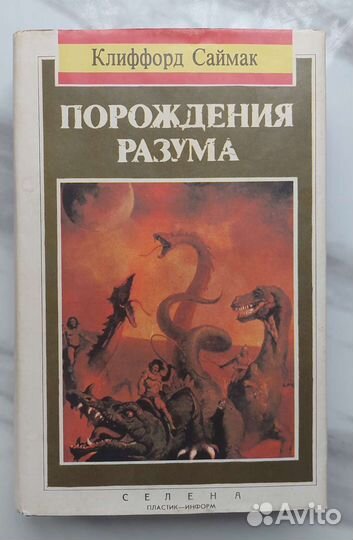 Клиффорд Саймак
ПОРОЖДЕНИЯ
РАЗУМА
СЕЛЕНА
ПЛАСТИК—ИНФОРМ
Avito